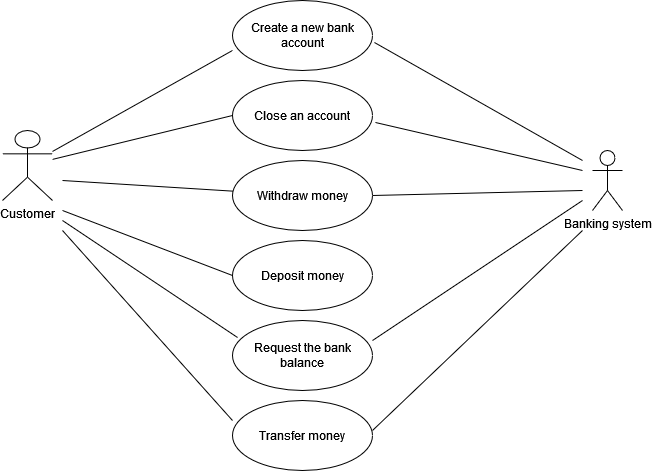 Create a new bank
account
Close an account
Withdraw money
Customer
Banking system
Deposit money
Request the bank
balance
Transfer money